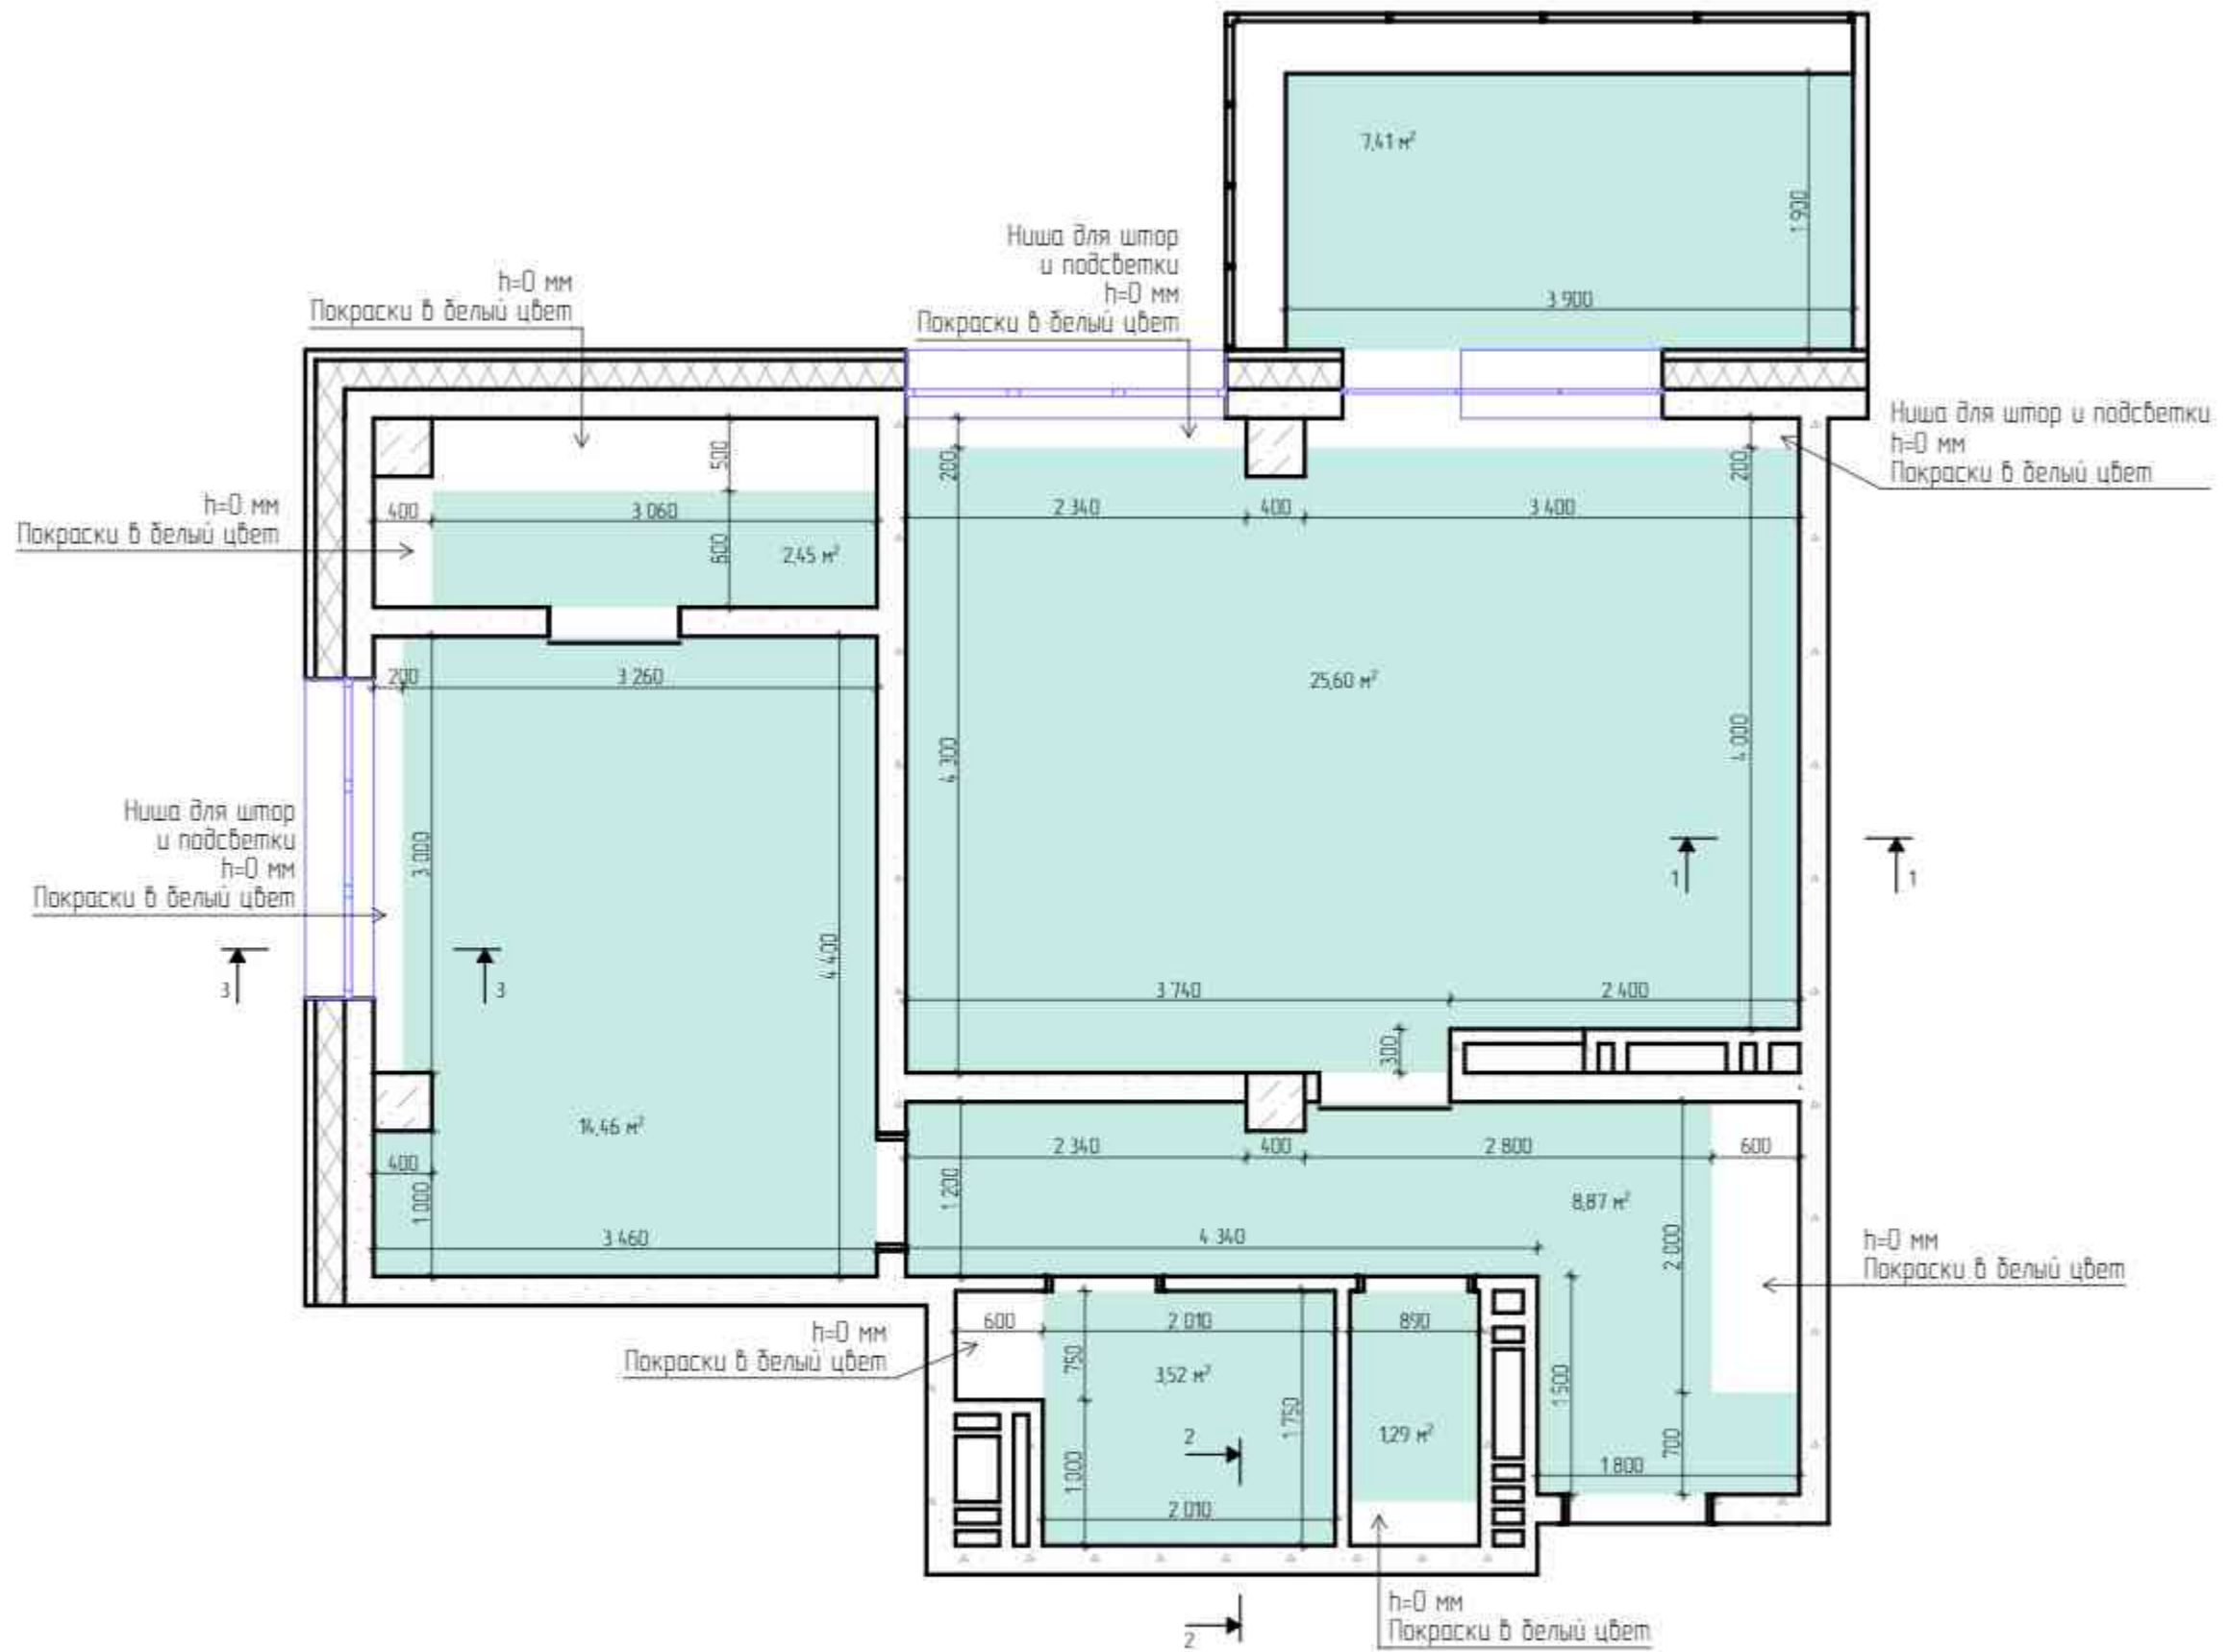 7,41 м²
1 900
3 900
Ниша для штор
и подсветки
h=0 мм
Покраски в белый цвет
h=0 мм
Покраски в белый цвет
Ниша для штор и подсветки
h=0 мм
Покраски в белый цвет
h=0 мм
Покраски в белый цвет
500
400
3 060
800
2,45 м²
200
2 340
400
3 400
200
200
3 260
25,60 м²
4 300
4 000
Ниша для штор
и подсветки
h=0 мм
Покраски в белый цвет
3 000
4 400
3
3
1
1
3 740
2 400
300
14,46 м²
400
1 000
3 460
2 340
400
2 800
600
1 200
8,87 м²
4 340
2 000
h=0 мм
Покраски в белый цвет
h=0 мм
Покраски в белый цвет
600
2 010
890
750
3,52 м²
1 500
1 750
1,29 м²
2
700
1 000
1 800
2 010
h=0 мм
Покраски в белый цвет
2